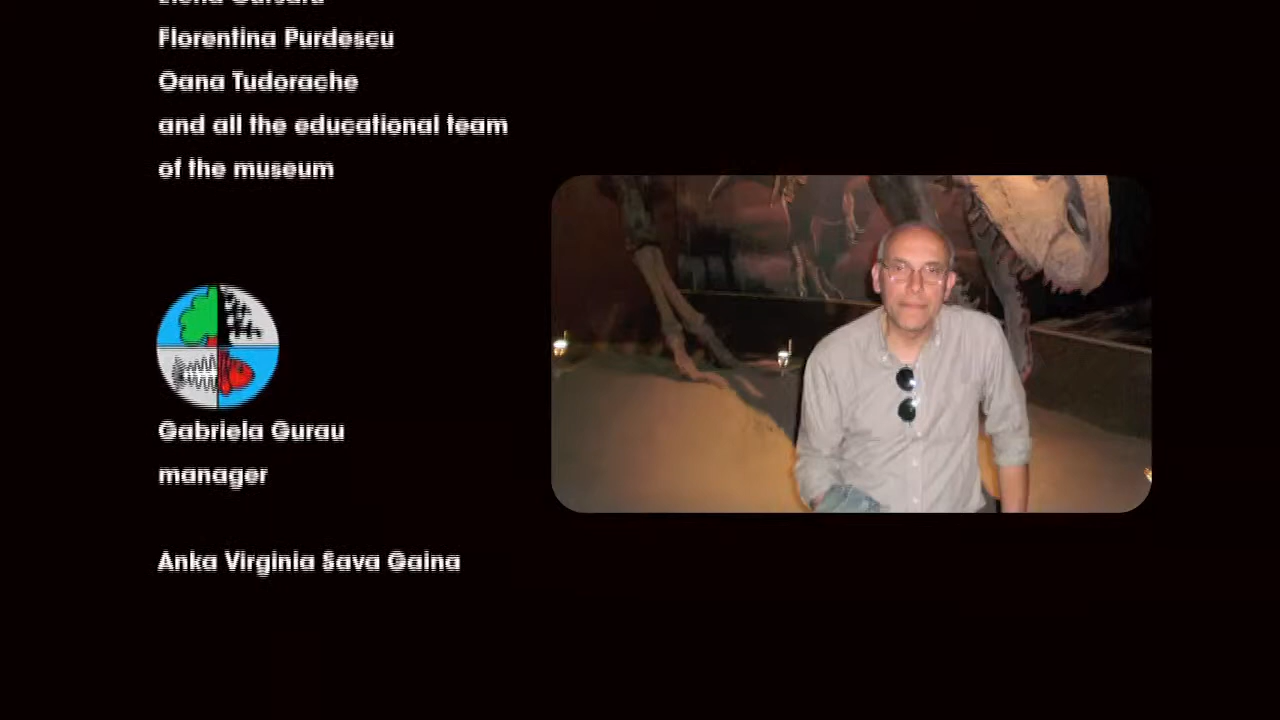 Florentina Purdescu
Oana Tudorache
and all the educational team
of the museum
Gabriela Gurau
manager
Anka Virginia Sava Gaina